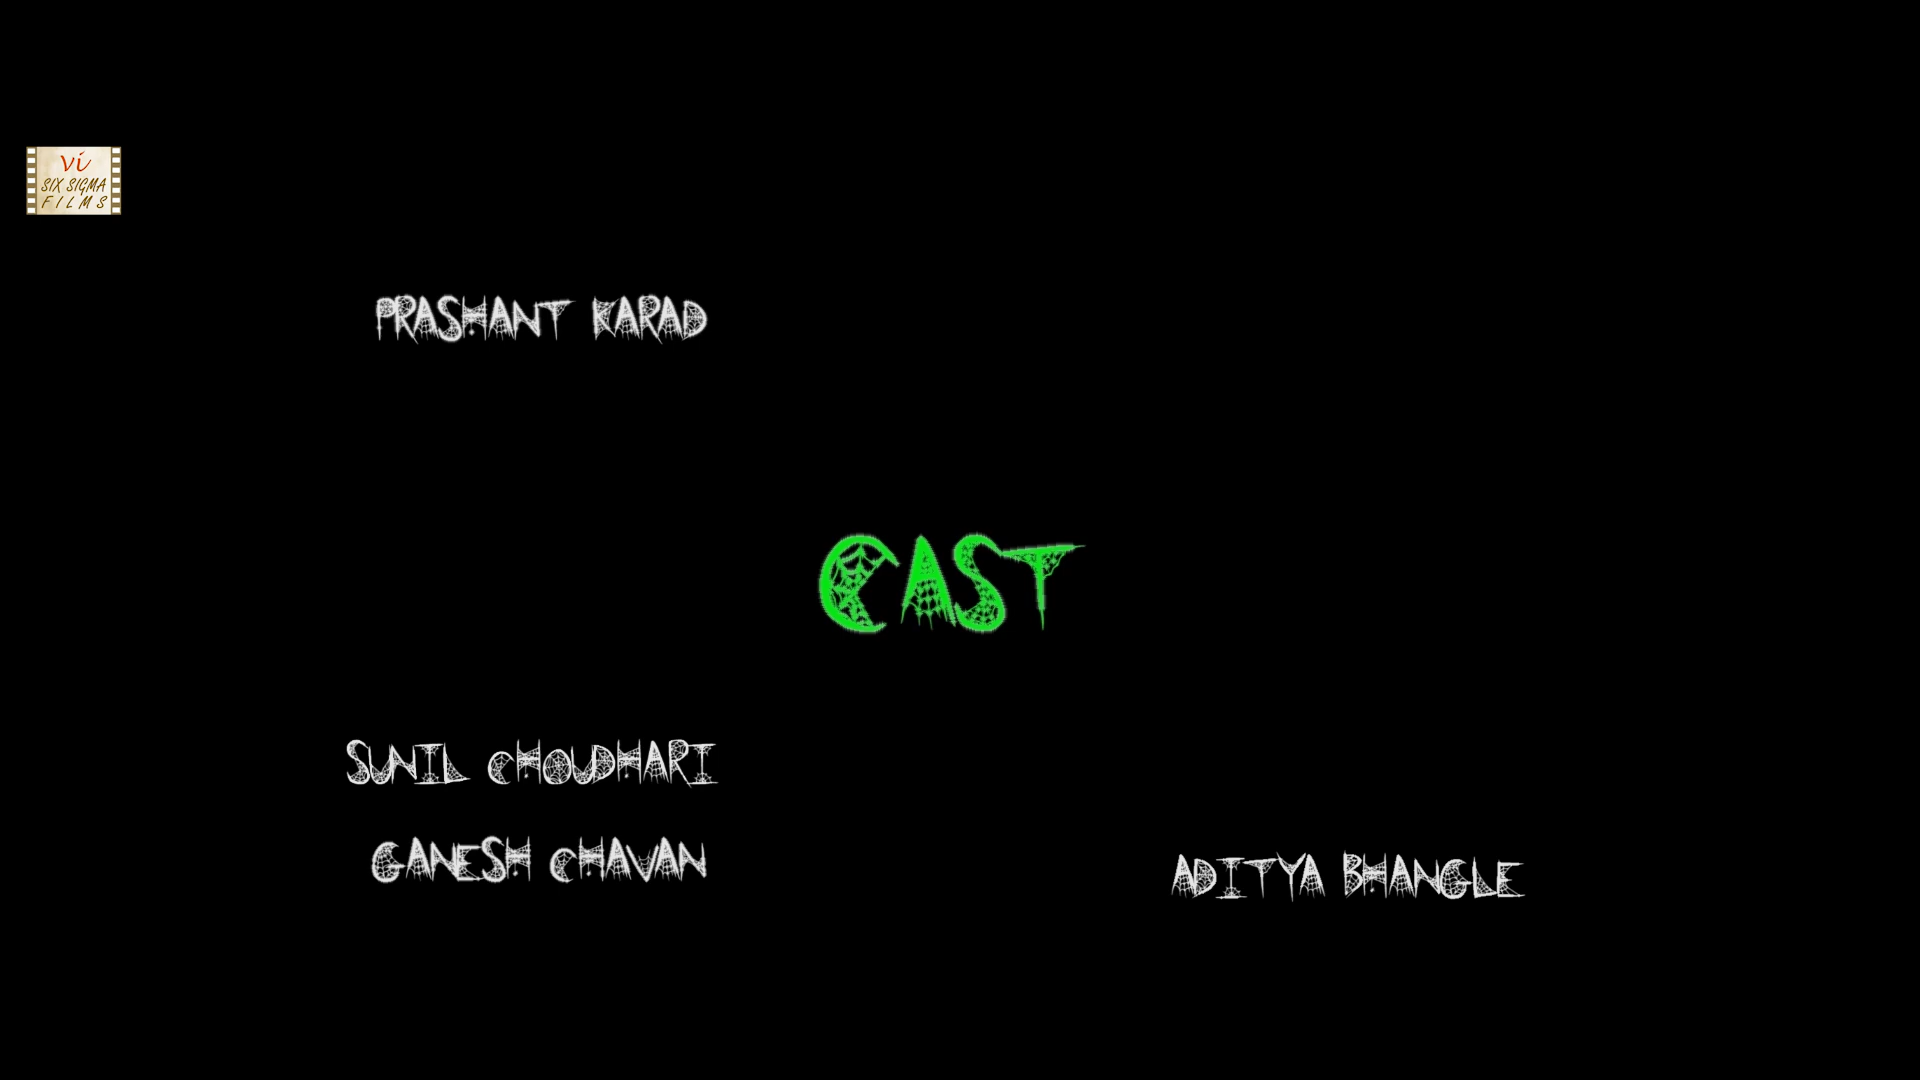 Vi
SIX SIGMA
FILMS
PRASHANT KARAD
CAST
SUNIL CHOUDHARI
GANESH CHAVAN
ADITYA BHANGLE